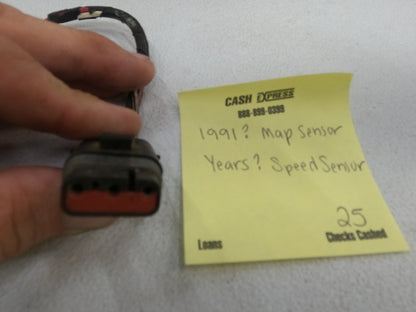 CASH EXPRESS
888-899-0399
1991? Map Sensor
Years? Speed Sensor
25
Loans
Checks Cashed